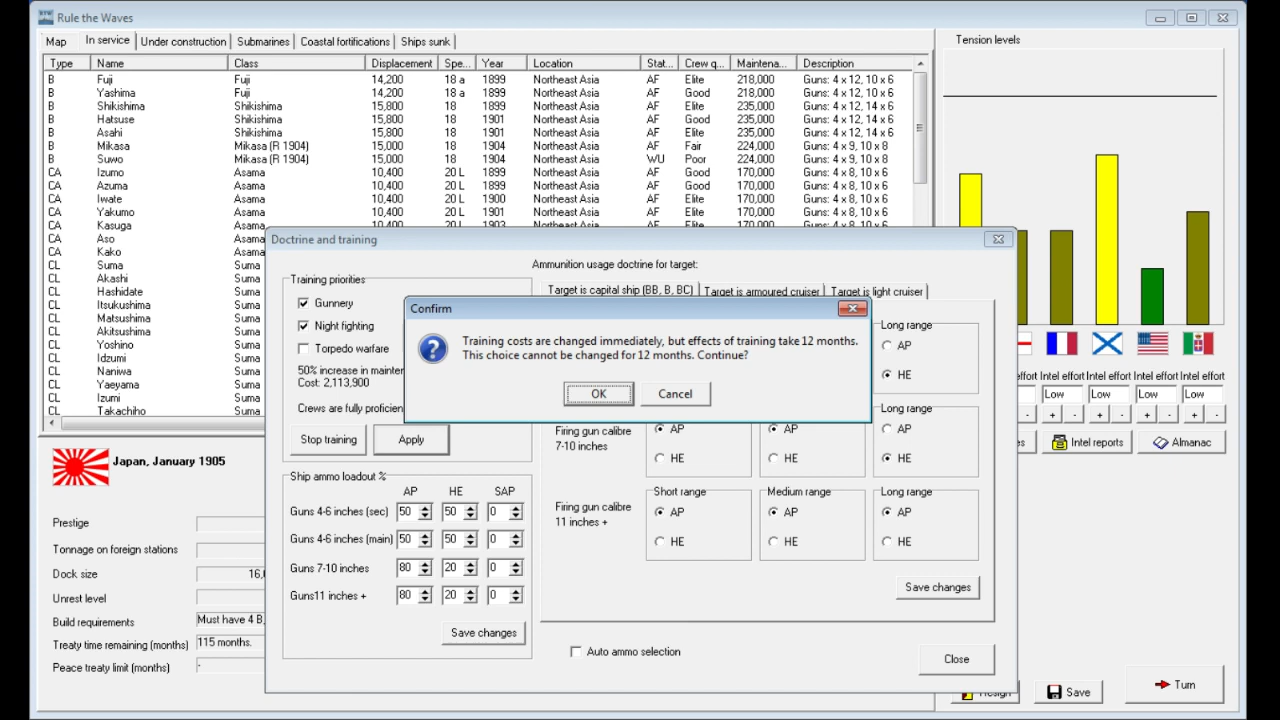 Rule the Waves
Map In service Under construction Submarines Coastal fortifications Ships sunk
Type Name Class Displacement Spe... Year Location Stat... Crew q... Maintena... Description
B Fuji Fuji 14,200 18 a 1899 Northeast Asia AF Elite 218,000 Guns: 4 x 12, 10 x 6
B Yashima Fuji 14,200 18 a 1899 Northeast Asia AF Good 218,000 Guns: 4 x 12, 10 x 6
B Shikishima Shikishima 15,800 18 1899 Northeast Asia AF Elite 235,000 Guns: 4 x 12, 14 x 6
B Hatsuse Shikishima 15,800 18 1901 Northeast Asia AF Good 235,000 Guns: 4 x 12, 14 x 6
B Asahi Shikishima 15,800 18 1901 Northeast Asia AF Elite 235,000 Guns: 4 x 12, 14 x 6
B Mikasa Mikasa (R 1904) 15,000 18 1904 Northeast Asia AF Fair 224,000 Guns: 4 x 9, 10 x 8
B Suwo Mikasa (R 1904) 15,000 18 1904 Northeast Asia WU Poor 224,000 Guns: 4 x 9, 10 x 8
CA Izumo Asama 10,400 20 L 1899 Northeast Asia AF Good 170,000 Guns: 4 x 8, 10 x 6
CA Azuma Asama 10,400 20 L 1899 Northeast Asia AF Good 170,000 Guns: 4 x 8, 10 x 6
CA Iwate Asama 10,400 20 L 1900 Northeast Asia AF Elite 170,000 Guns: 4 x 8, 10 x 6
CA Yakumo Asama 10,400 20 L 1901 Northeast Asia AF Elite 170,000 Guns: 4 x 8, 10 x 6
CA Kasuga Asama 10,400 20 L 1903 Northeast Asia AF Elite 170,000 Guns: 4 x 8, 10 x 6
CA Aso Asama
CA Kako Asama
CL Suma Suma
CL Akashi Suma
CL Hashidate Suma
CL Itsukushima Suma
CL Matsushima Suma
CL Akitsushima Suma
CL Yoshino Suma
CL Idzumi Suma
CL Naniwa Suma
CL Yaeyama Suma
CL Izumi Suma
CL Takachiho Suma
Japan, January 1905
Prestige
Tonnage on foreign stations
Dock size 16,
Unrest level
Build requirements Must have 4 B,
Treaty time remaining (months) 115 months.
Peace treaty limit (months) -
Doctrine and training
Training priorities
Gunnery
Night fighting
Torpedo warfare
50% increase in mainten
Cost: 2,113,900
Crews are fully proficien
Stop training Apply
Ship ammo loadout %
AP HE SAP
Guns 4-6 inches (sec) 50 50 0
Guns 4-6 inches (main) 50 50 0
Guns 7-10 inches 80 20 0
Guns11 inches + 80 20 0
Save changes
Ammunition usage doctrine for target:
Target is capital ship (BB, B, BC) Target is armoured cruiser Target is light cruiser
Long range
AP
HE
Long range
Firing gun calibre
7-10 inches
AP AP AP
HE HE HE
Firing gun calibre
11 inches +
Short range Medium range Long range
AP AP AP
HE HE HE
Save changes
Auto ammo selection
Close
Confirm
Training costs are changed immediately, but effects of training take 12 months.
This choice cannot be changed for 12 months. Continue?
OK Cancel
Tension levels
Intel effort Intel effort Intel effort Intel effort
Low Low Low Low
- + - + - + - + -
Intel reports Almanac
Resign Save Turn